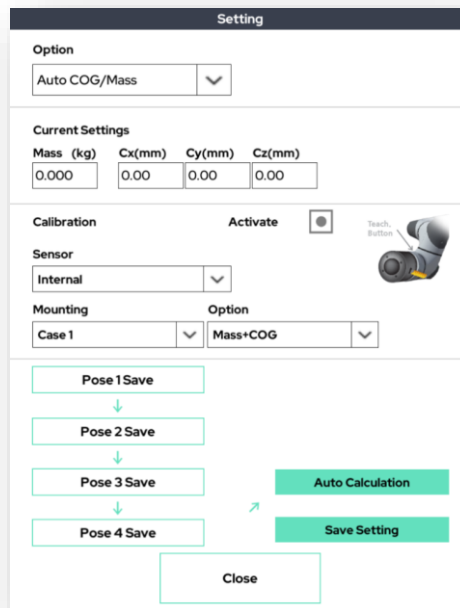 Setting
Option
Auto COG/Mass
Current Settings
Mass (kg) Cx(mm) Cy(mm) Cz(mm)
0.000 0.00 0.00 0.00
Calibration Activate
Teach,
Button
Sensor
Internal
Mounting Option
Case 1 Mass+COG
Pose 1 Save
Pose 2 Save
Pose 3 Save Auto Calculation
Pose 4 Save Save Setting
Close